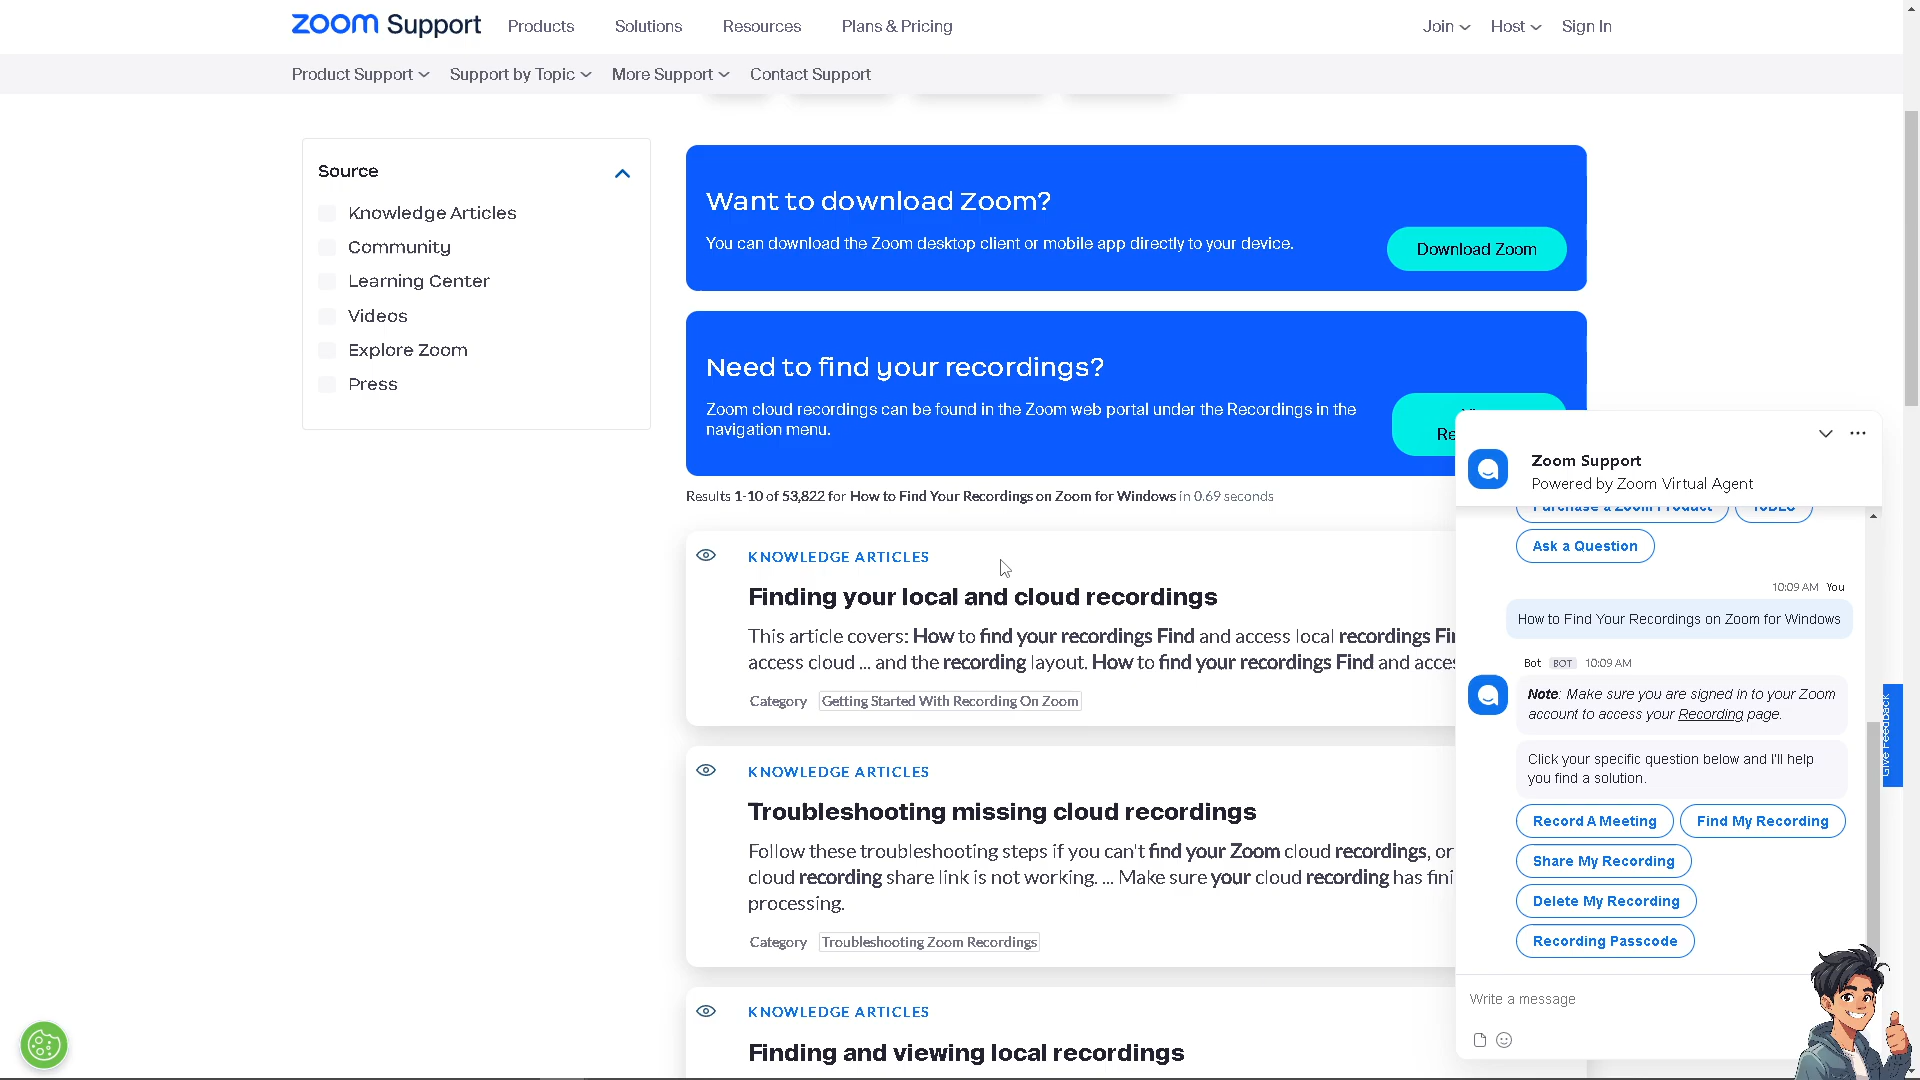 zoom Support
Products
Solutions
Resources
Plans & Pricing
Join
Host
Sign In
Product Support
Support by Topic
More Support
Contact Support
Source
Knowledge Articles
Community
Learning Center
Videos
Explore Zoom
Press
Want to download Zoom?
You can download the Zoom desktop client or mobile app directly to your device.
Download Zoom
Need to find your recordings?
Zoom cloud recordings can be found in the Zoom web portal under the Recordings in the
navigation menu.
Re
Results 1-10 of 53,822 for How to Find Your Recordings on Zoom for Windows in 0.69 seconds
KNOWLEDGE ARTICLES
Finding your local and cloud recordings
This article covers: How to find your recordings Find and access local recordings Fi
access cloud ... and the recording layout. How to find your recordings Find and acce
Category Getting Started With Recording On Zoom
KNOWLEDGE ARTICLES
Troubleshooting missing cloud recordings
Follow these troubleshooting steps if you can't find your Zoom cloud recordings, or
cloud recording share link is not working. ... Make sure your cloud recording has fini
processing.
Category Troubleshooting Zoom Recordings
KNOWLEDGE ARTICLES
Finding and viewing local recordings
Zoom Support
Powered by Zoom Virtual Agent
Purchase a Zoom Product
Ask a Question
10:09 AM You
How to Find Your Recordings on Zoom for Windows
Bot BOT 10:09 AM
Note: Make sure you are signed in to your Zoom
account to access your Recording page.
Click your specific question below and I'll help
you find a solution.
Record A Meeting
Find My Recording
Share My Recording
Delete My Recording
Recording Passcode
Write a message
Give Feedback